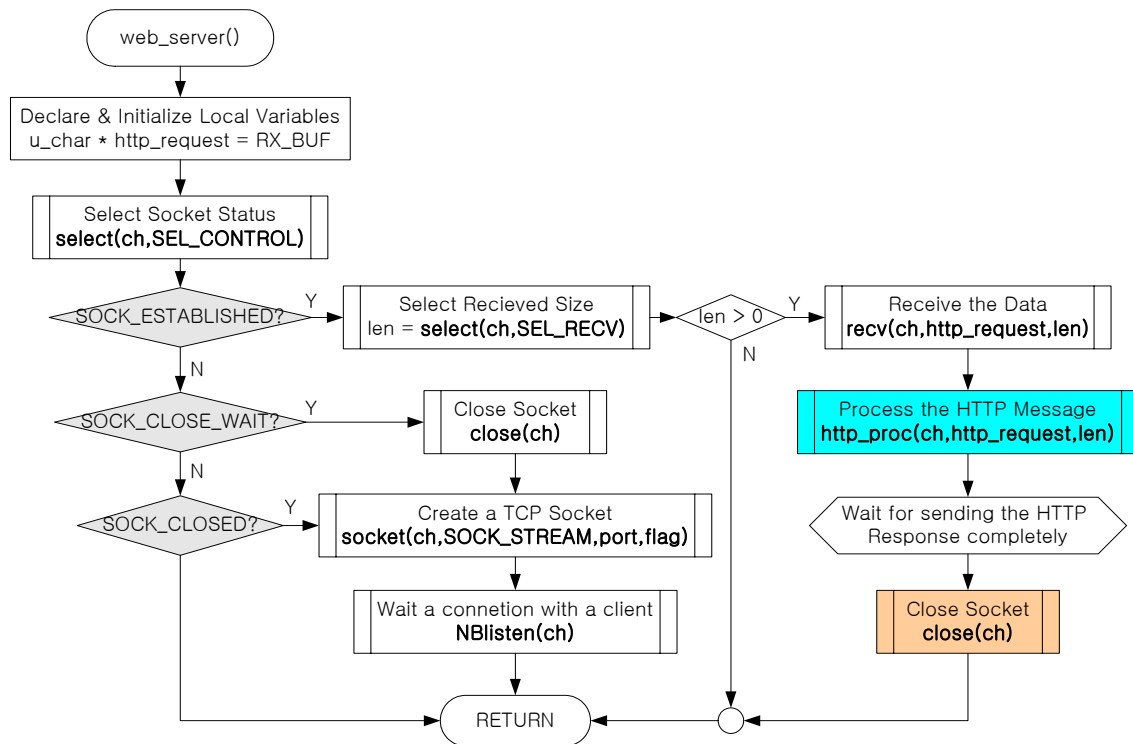 web_server()
Declare & Initialize Local Variables
u_char * http_request = RX_BUF
Select Socket Status
select(ch,SEL_CONTROL)
SOCK_ESTABLISHED?
Y
Select Recieved Size
len = select(ch,SEL_RECV)
len > 0
Y
Receive the Data
recv(ch,http_request,len)
N
N
SOCK_CLOSE_WAIT?
Y
Close Socket
close(ch)
Process the HTTP Message
http_proc(ch,http_request,len)
N
SOCK_CLOSED?
Y
Create a TCP Socket
socket(ch,SOCK_STREAM,port,flag)
Wait for sending the HTTP
Response completely
Wait a connetion with a client
NBlisten(ch)
Close Socket
close(ch)
RETURN